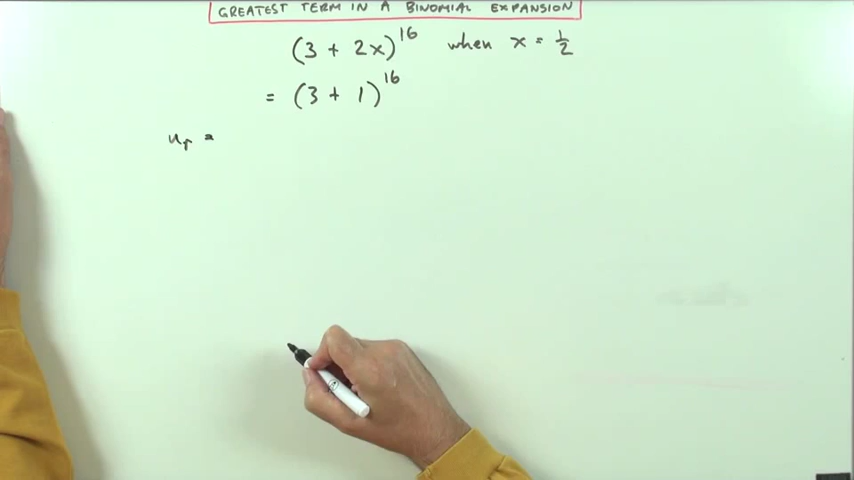 GREATEST TERM IN A BINOMIAL EXPANSION
(3 + 2x)^16 when x = 1/2
= (3 + 1)^16
u_r =